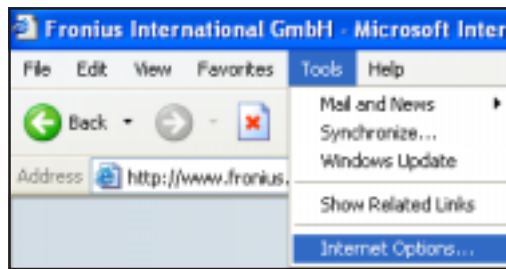 Fronius International GmbH - Microsoft Inter
File Edit View Favorites Tools Help
Mail and News
Back
Synchronize...
Windows Update
Address http://www.fronius.
Show Related Links
Internet Options...